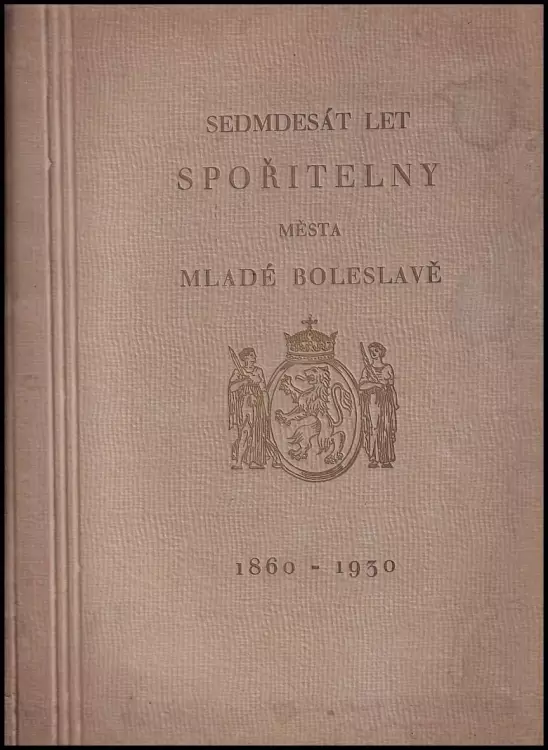 SEDMDESÁT LET
SPOŘITELNY
MĚSTA
MLADÉ BOLESLAVĚ
1860 - 1930